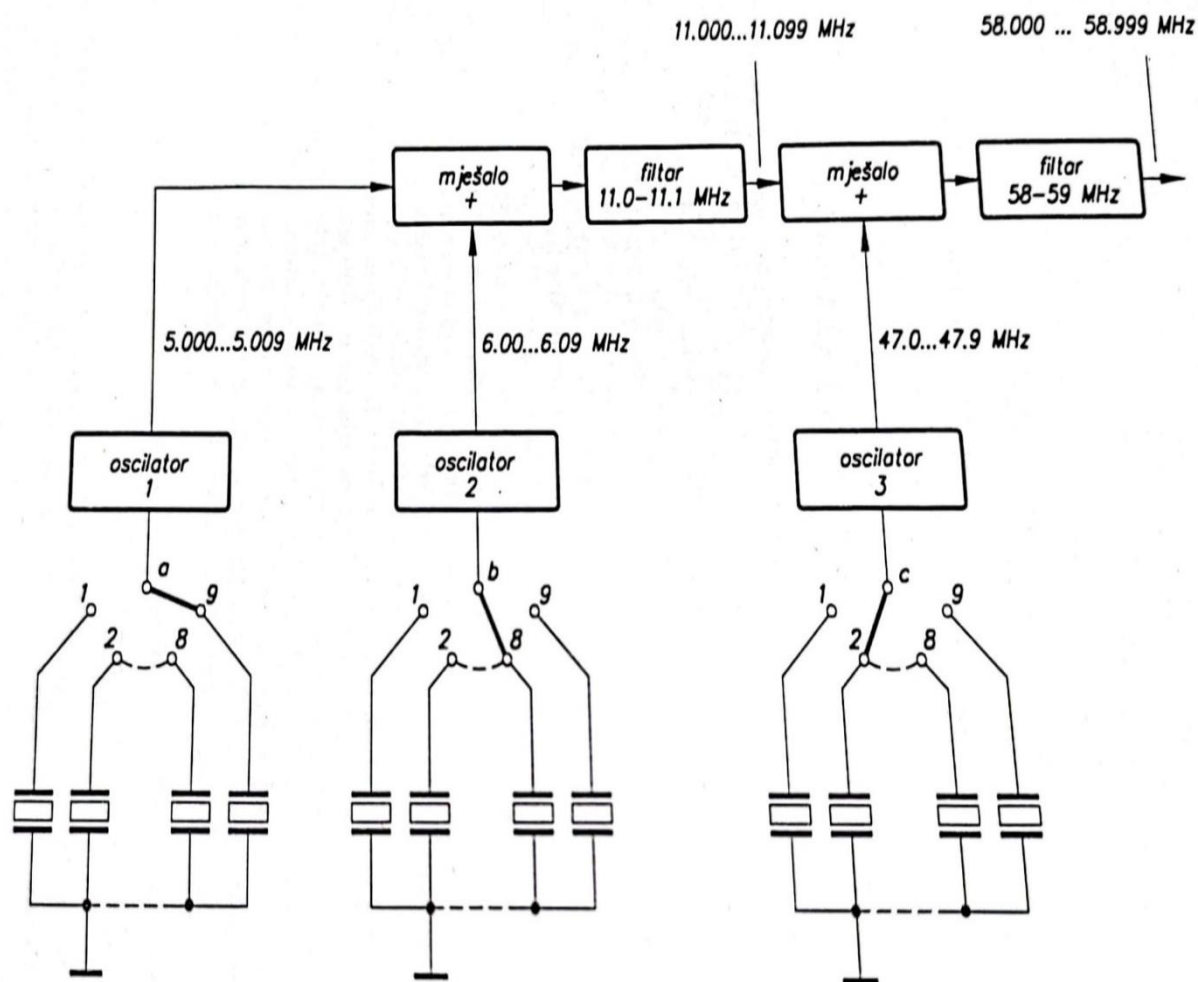 11.000...11.099 MHz
58.000 ... 58.999 MHz
mješalo
+
filtar
11.0-11.1 MHz
mješalo
+
filtar
58-59 MHz
5.000...5.009 MHz
6.00...6.09 MHz
47.0...47.9 MHz
oscilator
1
oscilator
2
oscilator
3
a
1
9
2
8
b
1
9
2
8
c
1
9
2
8